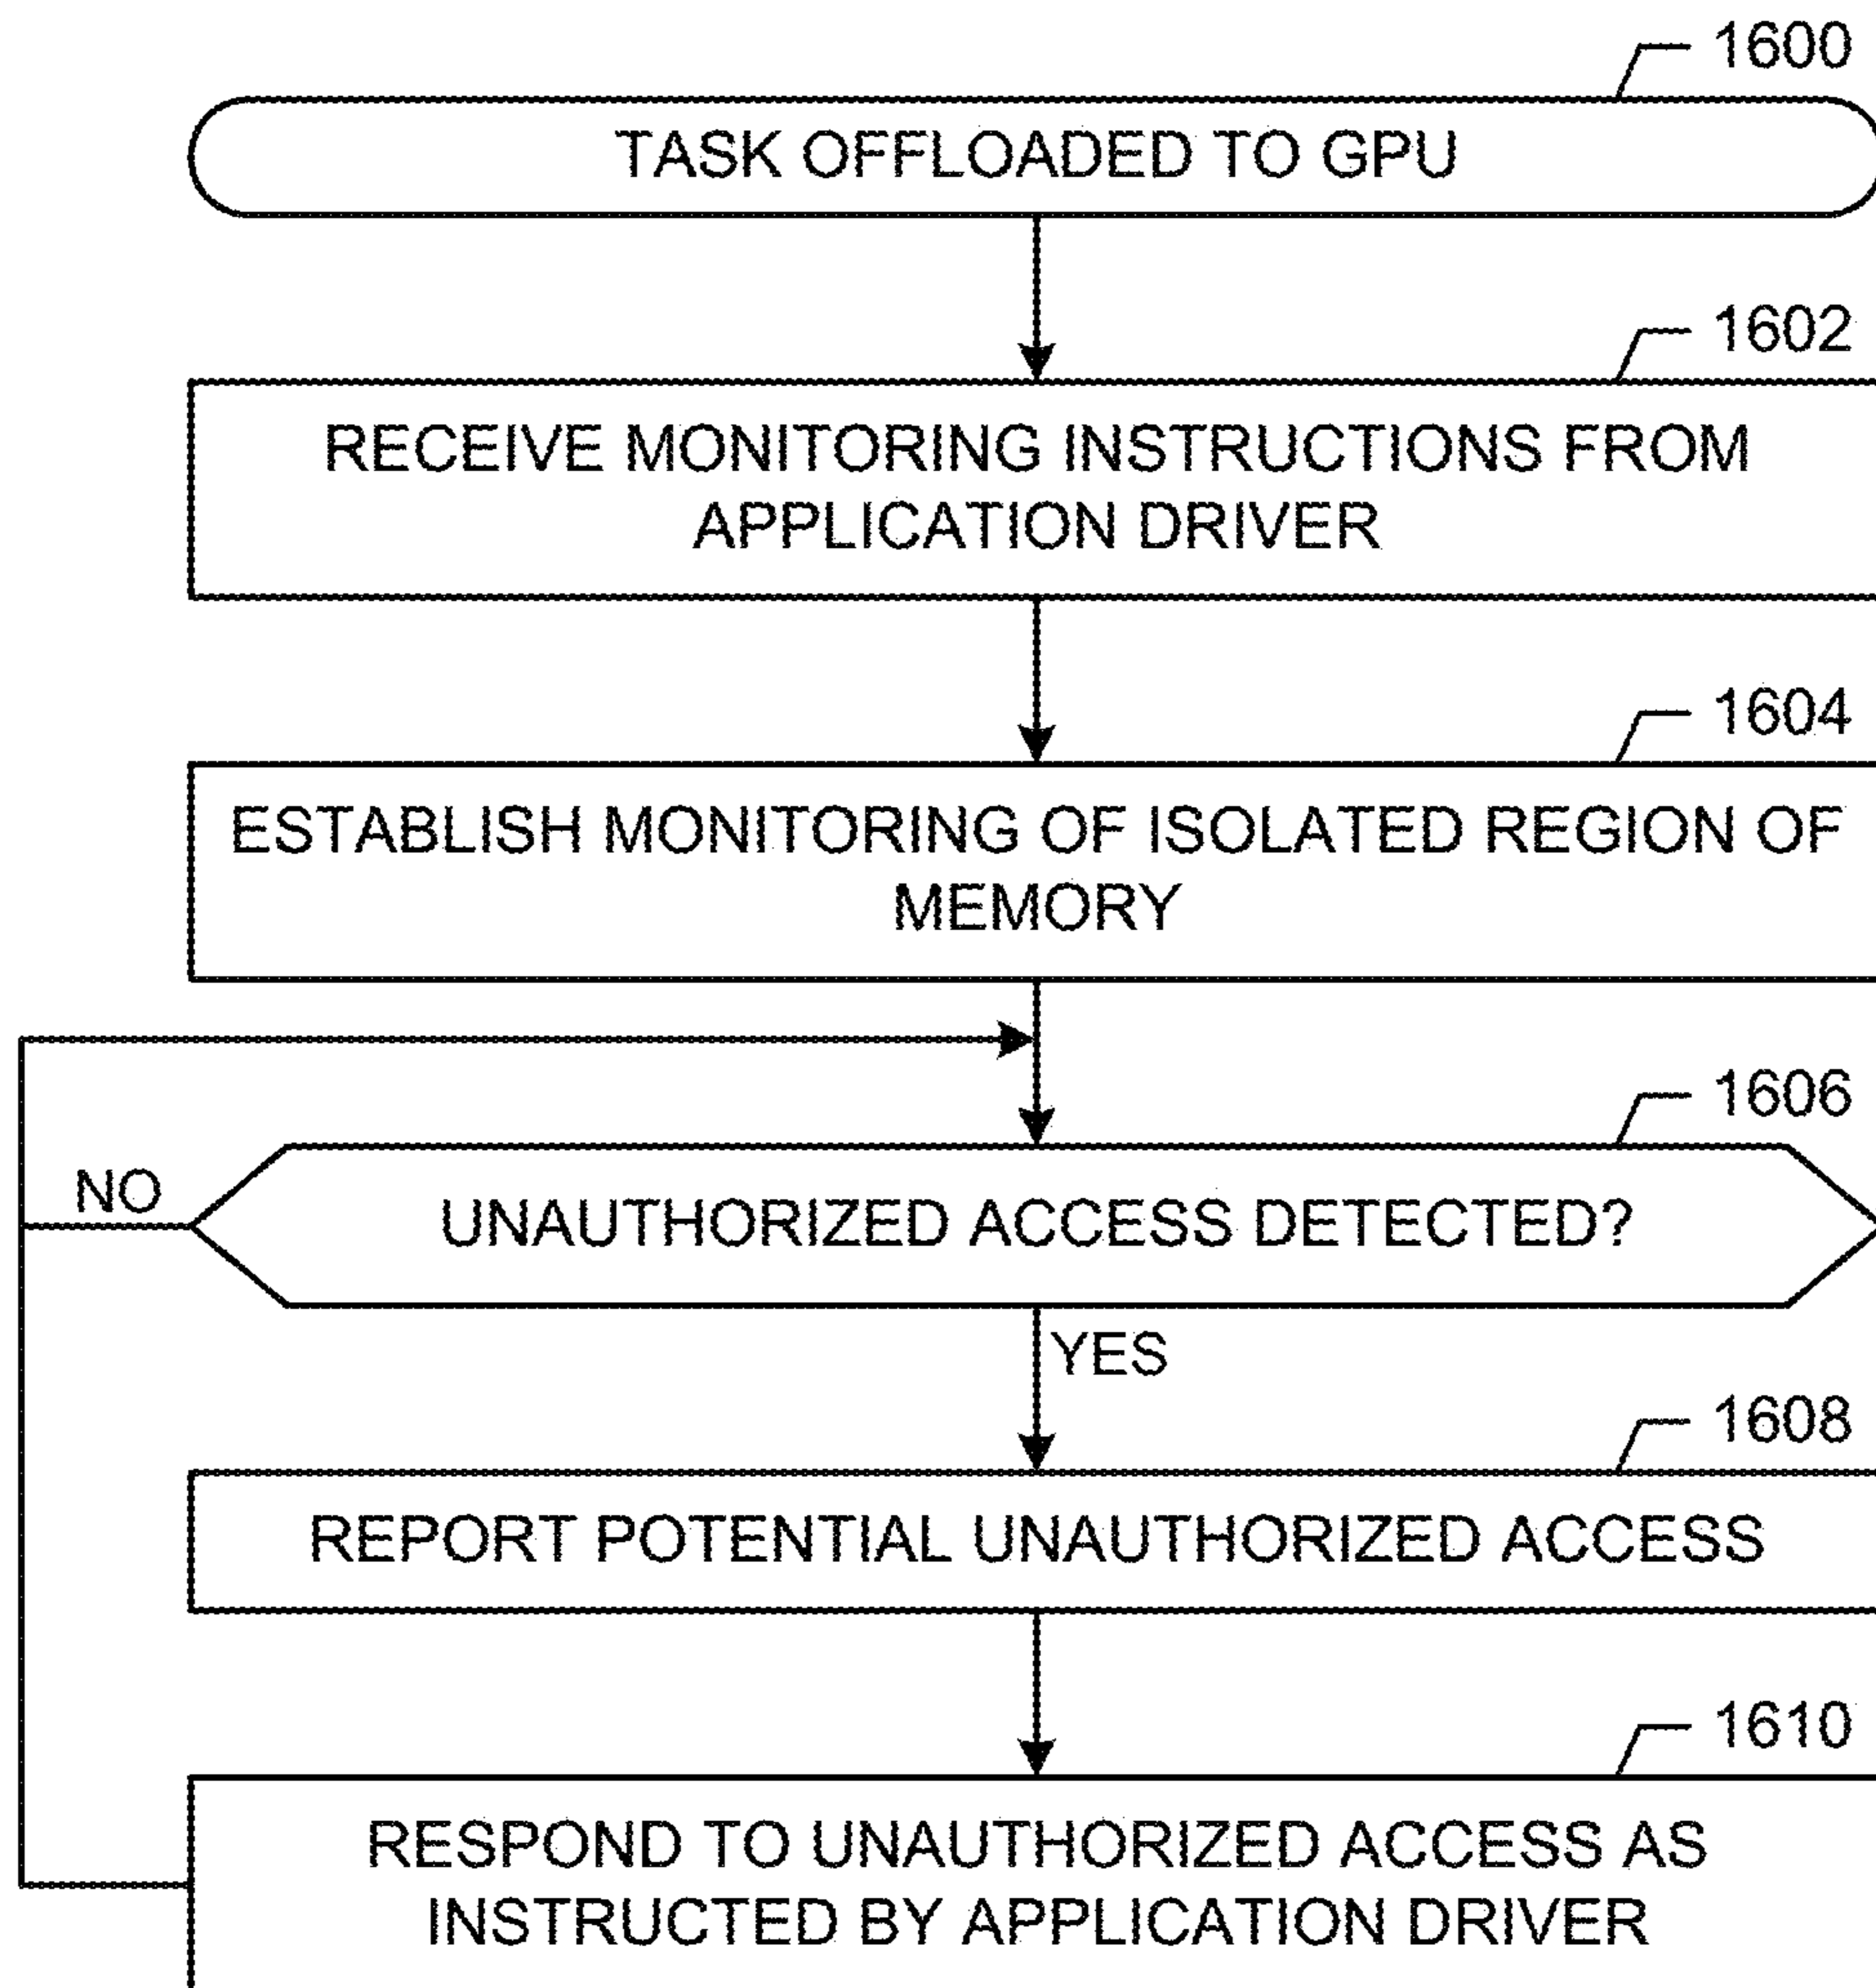 1600
TASK OFFLOADED TO GPU
1602
RECEIVE MONITORING INSTRUCTIONS FROM
APPLICATION DRIVER
1604
ESTABLISH MONITORING OF ISOLATED REGION OF
MEMORY
1606
NO
UNAUTHORIZED ACCESS DETECTED?
YES
1608
REPORT POTENTIAL UNAUTHORIZED ACCESS
1610
RESPOND TO UNAUTHORIZED ACCESS AS
INSTRUCTED BY APPLICATION DRIVER